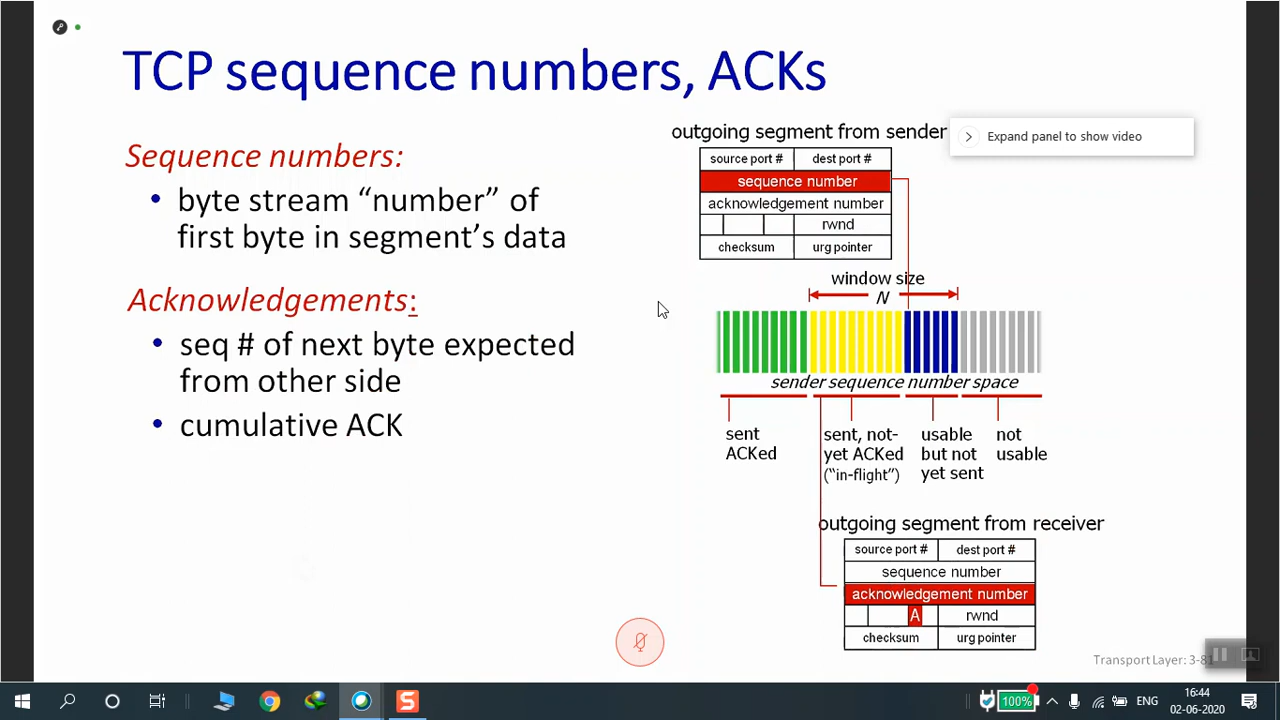 TCP sequence numbers, ACKs
Sequence numbers:
• byte stream “number” of
first byte in segment’s data
Acknowledgements:
• seq # of next byte expected
from other side
• cumulative ACK
outgoing segment from sender
Expand panel to show video
source port # dest port #
sequence number
acknowledgement number
rwnd
checksum urg pointer
window size
N
sender sequence number space
sent
ACKed
sent, not-
yet ACKed
(“in-flight”)
usable
but not
yet sent
not
usable
outgoing segment from receiver
source port # dest port #
sequence number
acknowledgement number
A rwnd
checksum urg pointer
Transport Layer: 3-81
100%
ENG
16:44
02-06-2020
S